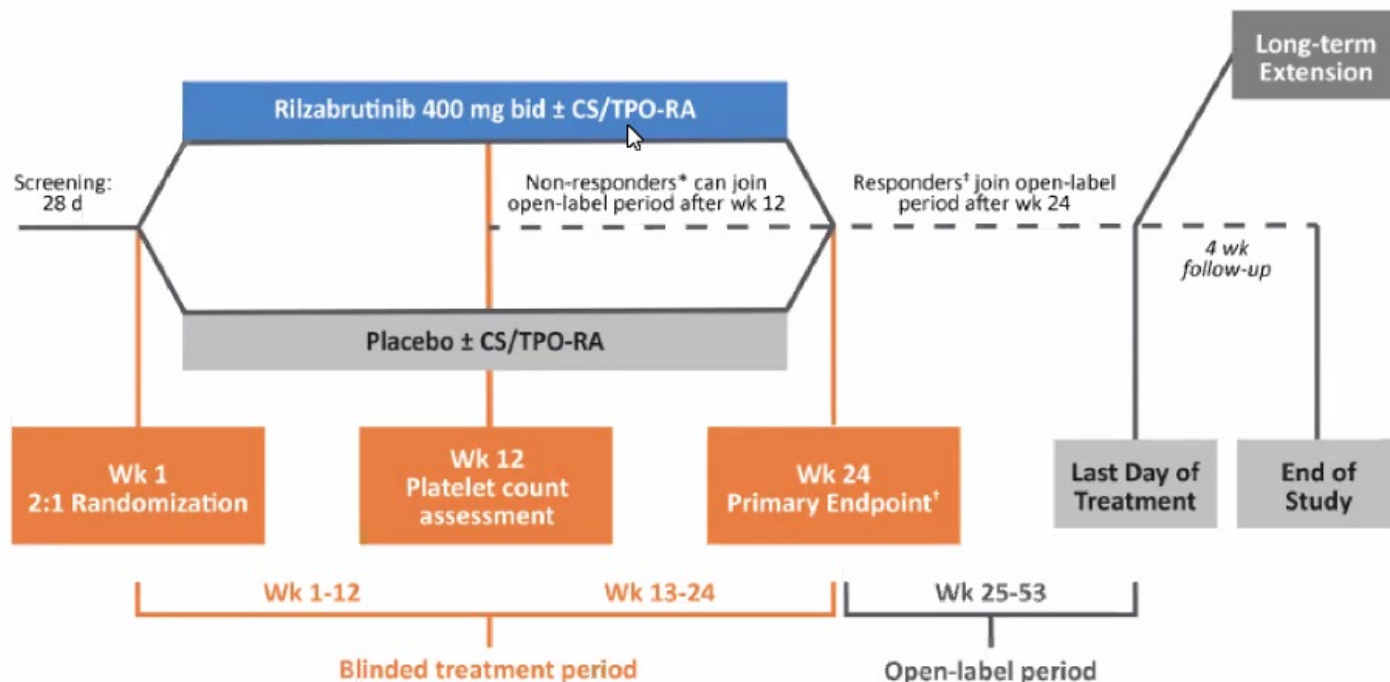 Long-term
Extension
Rilzabrutinib 400 mg bid ± CS/TPO-RA
Screening:
28 d
Non-responders* can join
open-label period after wk 12
Responders† join open-label
period after wk 24
4 wk
follow-up
Placebo ± CS/TPO-RA
Wk 1
2:1 Randomization
Wk 12
Platelet count
assessment
Wk 24
Primary Endpoint†
Last Day of
Treatment
End of
Study
Wk 1-12
Wk 13-24
Wk 25-53
Blinded treatment period
Open-label period